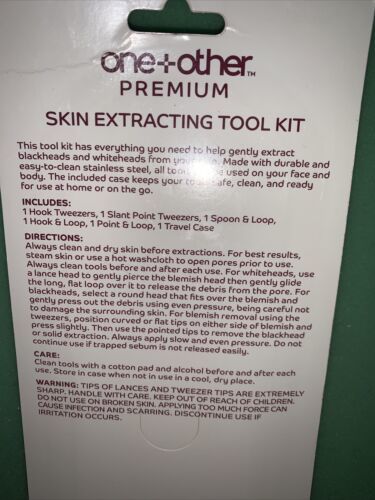 one+other™
PREMIUM
SKIN EXTRACTING TOOL KIT
This tool kit has everything you need to help gently extract
blackheads and whiteheads from your skin. Made with durable and
easy-to-clean stainless steel, all tools can be used on your face and
body. The included case keeps your tools safe, clean, and ready
for use at home or on the go.
INCLUDES:
1 Hook Tweezers, 1 Slant Point Tweezers, 1 Spoon & Loop,
1 Hook & Loop, 1 Point & Loop, 1 Travel Case
DIRECTIONS:
Always clean and dry skin before extractions. For best results,
steam skin or use a hot washcloth to open pores prior to use.
Always clean tools before and after each use. For whiteheads, use
a lance head to gently pierce the blemish head then gently glide
the long, flat loop over it to release the debris from the pore. For
blackheads, select a round head that fits over the blemish and
gently press out the debris using even pressure, being careful not
to damage the surrounding skin. For blemish removal using the
tweezers, position curved or flat tips on either side of blemish and
press slightly. Then use the pointed tips to remove the blackhead
or solid extraction. Always apply slow and even pressure. Do not
continue use if trapped sebum is not released easily.
CARE:
Clean tools with a cotton pad and alcohol before and after each
use. Store in case when not in use in a cool, dry place.
WARNING: TIPS OF LANCES AND TWEEZER TIPS ARE EXTREMELY
SHARP. HANDLE WITH CARE. KEEP OUT OF REACH OF CHILDREN.
DO NOT USE ON BROKEN SKIN. APPLYING TOO MUCH FORCE CAN
CAUSE INFECTION AND SCARRING. DISCONTINUE USE IF
IRRITATION OCCURS.